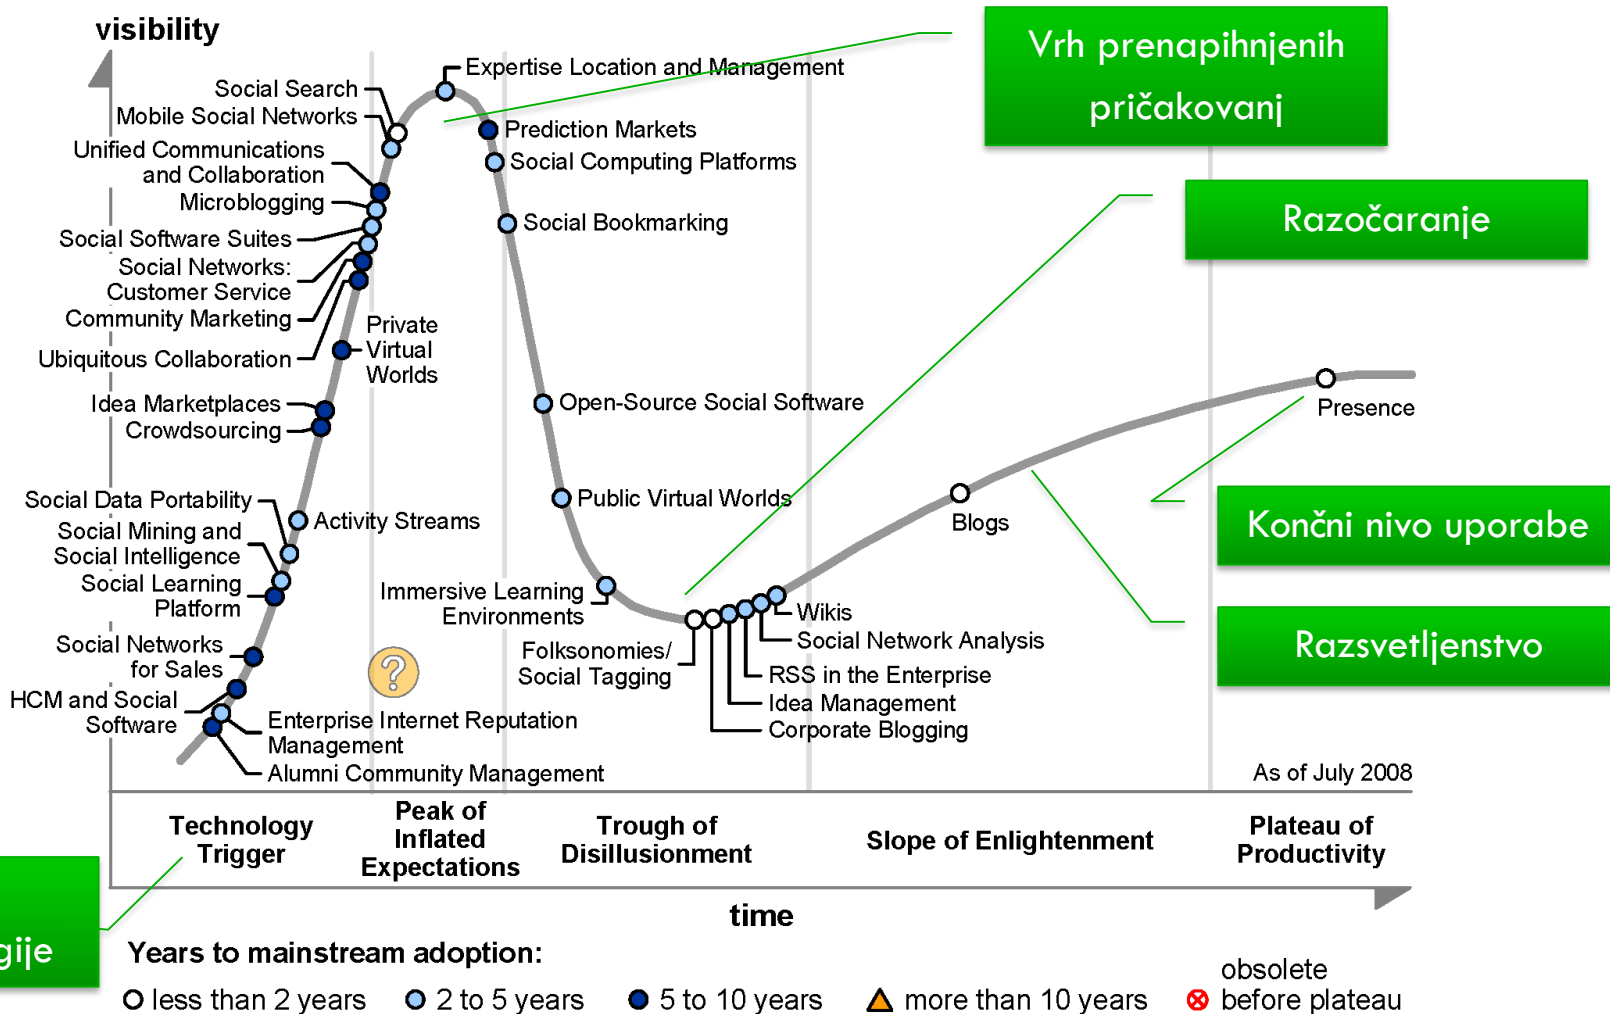 visibility
Vrh prenapihnjenih
pričakovanj
Expertise Location and Management
Social Search
Mobile Social Networks
Prediction Markets
Unified Communications
and Collaboration
Social Computing Platforms
Microblogging
Razočaranje
Social Bookmarking
Social Software Suites
Social Networks:
Customer Service
Community Marketing
Private
Virtual
Worlds
Ubiquitous Collaboration
Idea Marketplaces
Open-Source Social Software
Presence
Crowdsourcing
Social Data Portability
Public Virtual Worlds
Activity Streams
Blogs
Končni nivo uporabe
Social Mining and
Social Intelligence
Social Learning
Platform
Immersive Learning
Environments
Wikis
Social Network Analysis
Razsvetljenstvo
Social Networks
for Sales
Folksonomies/
Social Tagging
?
RSS in the Enterprise
HCM and Social
Software
Idea Management
Enterprise Internet Reputation
Management
Corporate Blogging
Alumni Community Management
As of July 2008
Technology
Trigger
Peak of
Inflated
Expectations
Trough of
Disillusionment
Slope of Enlightenment
Plateau of
Productivity
gije
time
Years to mainstream adoption:
less than 2 years
2 to 5 years
5 to 10 years
more than 10 years
obsolete
before plateau